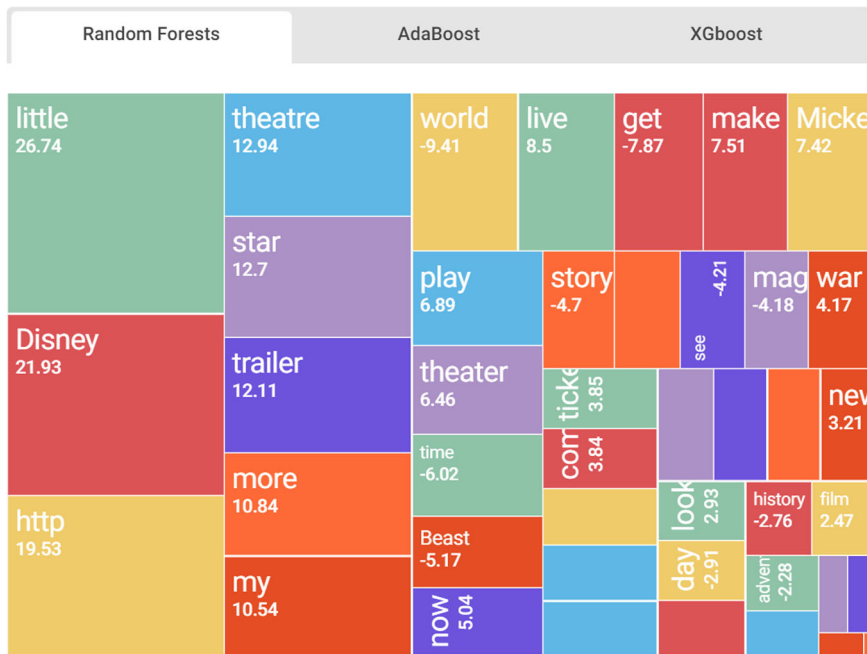 Random Forests
AdaBoost
XGboost
little
26.74
Disney
21.93
http
19.53
theatre
12.94
star
12.7
trailer
12.11
more
10.84
my
10.54
world
-9.41
live
8.5
get
-7.87
make
7.51
Micke
7.42
play
6.89
theater
6.46
time
-6.02
Beast
-5.17
now
5.04
story
-4.7
see
-4.21
mag
-4.18
war
4.17
ticke
3.85
com
3.84
new
3.21
look
2.93
day
-2.91
history
-2.76
film
2.47
advent
-2.28